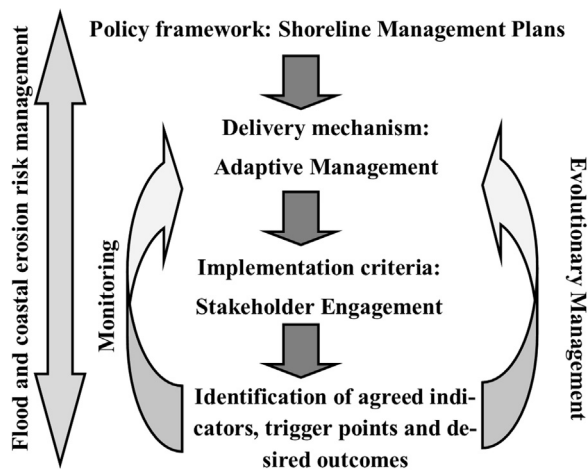 Policy framework: Shoreline Management Plans
Delivery mechanism:
Adaptive Management
Implementation criteria:
Stakeholder Engagement
Identification of agreed indi-
cators, trigger points and de-
sired outcomes
Flood and coastal erosion risk management
Monitoring
Evolutionary Management